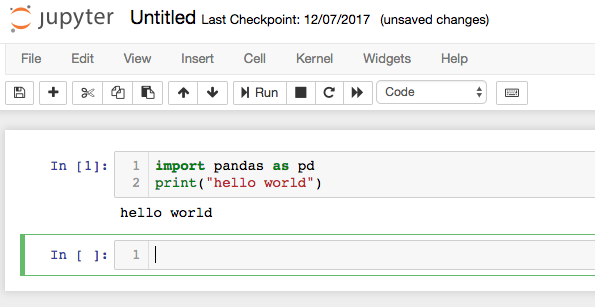 jupyter Untitled Last Checkpoint: 12/07/2017 (unsaved changes)
File Edit View Insert Cell Kernel Widgets Help
Run Code
In [1]: 1 import pandas as pd
2 print("hello world")
hello world
In [ ]: 1